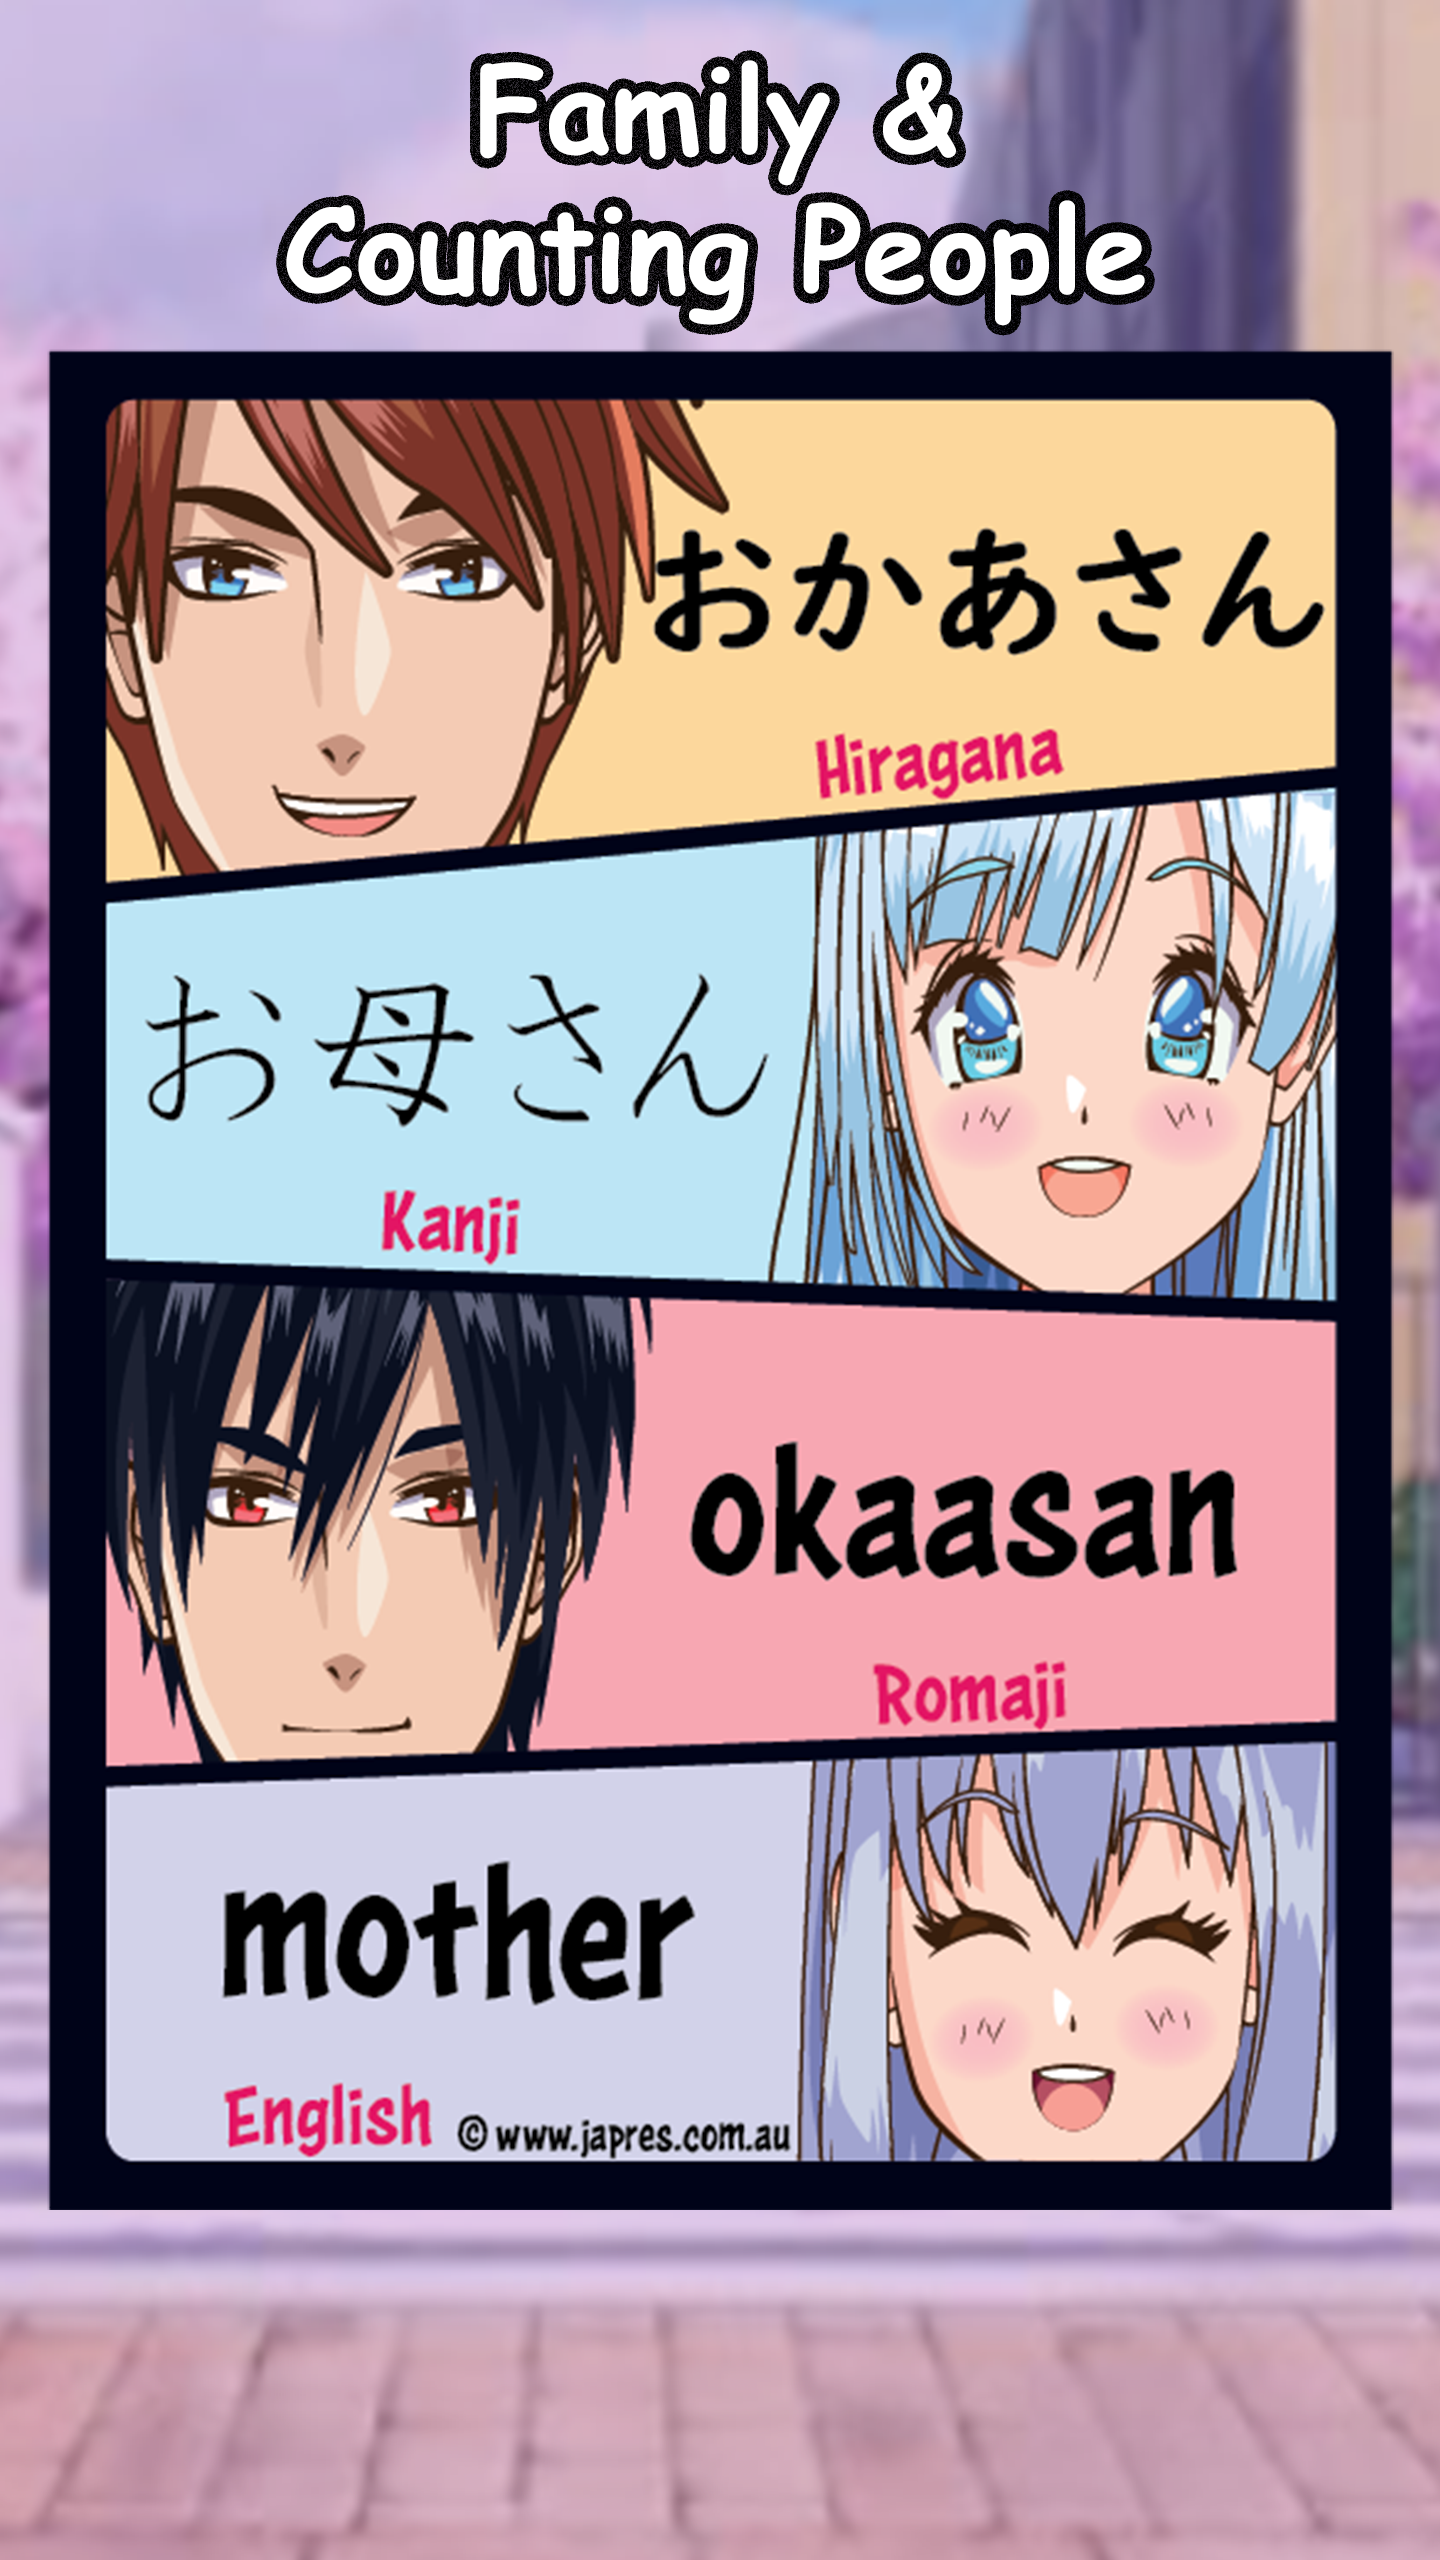 Family &
Counting People
おかあさん
Hiragana
お母さん
Kanji
okaasan
Romaji
mother
English © www.japres.com.au